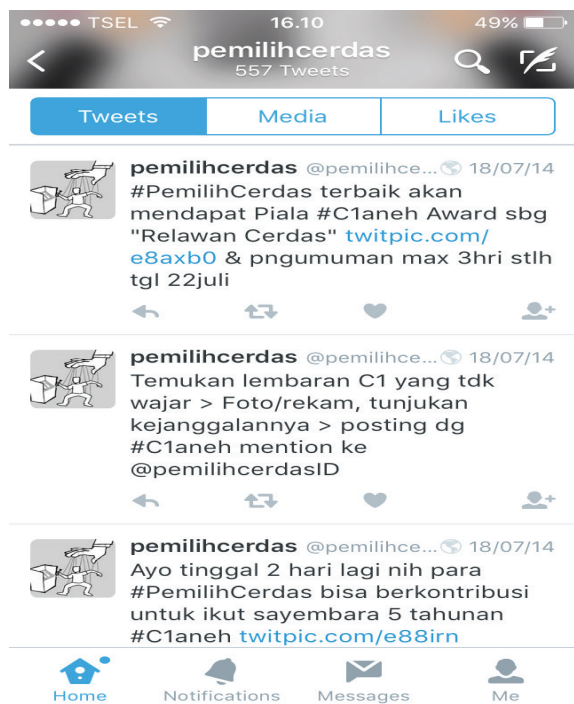 TSEL 16.10 49%
pemilihcerdas
557 Tweets
Tweets Media Likes
pemilihcerdas @pemilihce... 18/07/14
#PemilihCerdas terbaik akan
mendapat Piala #C1aneh Award sbg
"Relawan Cerdas" twitpic.com/
e8axb0 & pngumuman max 3hri stlh
tgl 22juli
pemilihcerdas @pemilihce... 18/07/14
Temukan lembaran C1 yang tdk
wajar > Foto/rekam, tunjukan
kejanggalannya > posting dg
#C1aneh mention ke
@pemilihcerdasID
pemilihcerdas @pemilihce... 18/07/14
Ayo tinggal 2 hari lagi nih para
#PemilihCerdas bisa berkontribusi
untuk ikut sayembara 5 tahunan
#C1aneh twitpic.com/e88irn
Home Notifications Messages Me